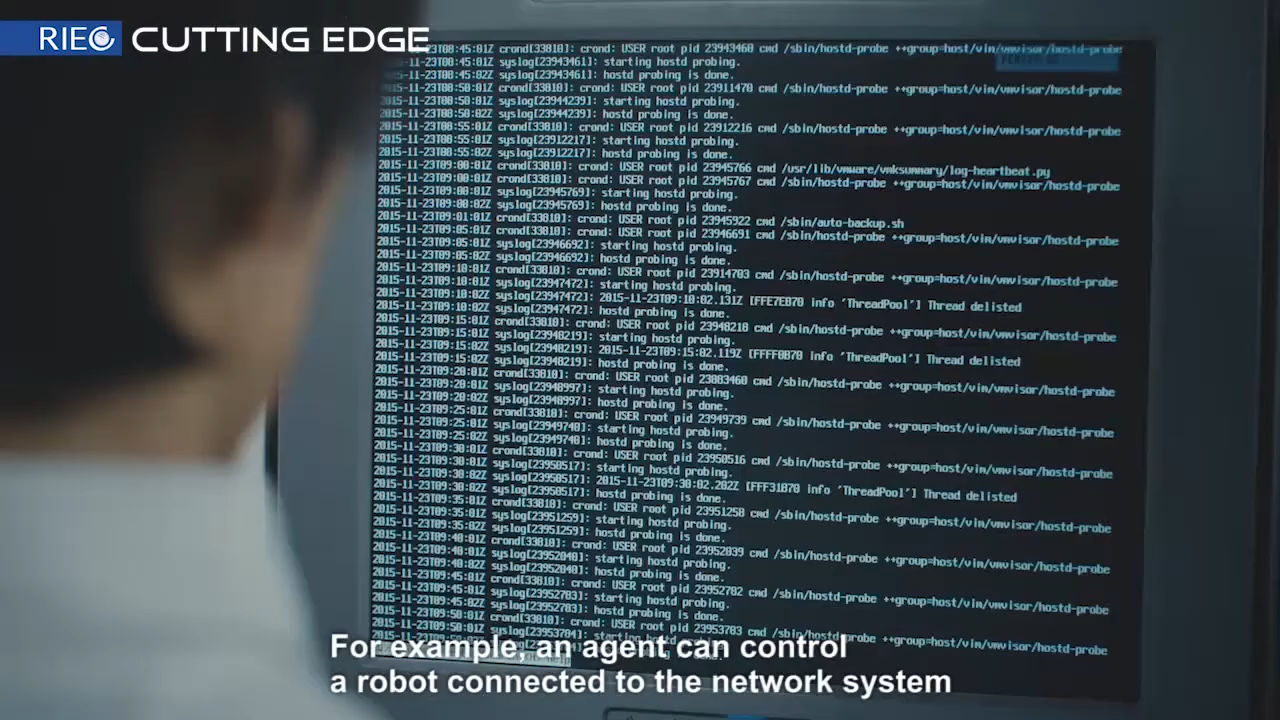 RIEC CUTTING EDGE
2015-11-23T08:45:01Z crond[33810]: crond: USER root pid 23943460 cmd /sbin/hostd-probe ++group=host/vim/vmvisor/hostd-probe
2015-11-23T08:45:01Z syslog[23943461]: starting hostd probing.
2015-11-23T08:45:02Z syslog[23943461]: hostd probing is done.
2015-11-23T08:50:01Z crond[33810]: crond: USER root pid 23911470 cmd /sbin/hostd-probe ++group=host/vim/vmvisor/hostd-probe
2015-11-23T08:50:01Z syslog[23944239]: starting hostd probing.
2015-11-23T08:50:02Z syslog[23944239]: hostd probing is done.
2015-11-23T08:55:01Z crond[33810]: crond: USER root pid 23912216 cmd /sbin/hostd-probe ++group=host/vim/vmvisor/hostd-probe
2015-11-23T08:55:01Z syslog[23912217]: starting hostd probing.
2015-11-23T08:55:02Z syslog[23912217]: hostd probing is done.
2015-11-23T09:00:01Z crond[33810]: crond: USER root pid 23945766 cmd /usr/lib/vmware/vmksummary/log-heartbeat.py
2015-11-23T09:00:01Z crond[33810]: crond: USER root pid 23945767 cmd /sbin/hostd-probe ++group=host/vim/vmvisor/hostd-probe
2015-11-23T09:00:01Z syslog[23945769]: starting hostd probing.
2015-11-23T09:00:02Z syslog[23945769]: hostd probing is done.
2015-11-23T09:01:01Z crond[33810]: crond: USER root pid 23945922 cmd /sbin/auto-backup.sh
2015-11-23T09:05:01Z crond[33810]: crond: USER root pid 23946691 cmd /sbin/hostd-probe ++group=host/vim/vmvisor/hostd-probe
2015-11-23T09:05:01Z syslog[23946692]: starting hostd probing.
2015-11-23T09:05:02Z syslog[23946692]: hostd probing is done.
2015-11-23T09:10:01Z crond[33810]: crond: USER root pid 23914703 cmd /sbin/hostd-probe ++group=host/vim/vmvisor/hostd-probe
2015-11-23T09:10:01Z syslog[23947472]: starting hostd probing.
2015-11-23T09:10:02Z syslog[23947472]: 2015-11-23T09:10:02.131Z [FFE7EB70 info 'ThreadPool'] Thread delisted
2015-11-23T09:10:02Z syslog[23947472]: hostd probing is done.
2015-11-23T09:15:01Z crond[33810]: crond: USER root pid 23948218 cmd /sbin/hostd-probe ++group=host/vim/vmvisor/hostd-probe
2015-11-23T09:15:01Z syslog[23948219]: starting hostd probing.
2015-11-23T09:15:02Z syslog[23948219]: 2015-11-23T09:15:02.119Z [FFFFFB70 info 'ThreadPool'] Thread delisted
2015-11-23T09:15:02Z syslog[23948219]: hostd probing is done.
2015-11-23T09:20:01Z crond[33810]: crond: USER root pid 23883460 cmd /sbin/hostd-probe ++group=host/vim/vmvisor/hostd-probe
2015-11-23T09:20:01Z syslog[23948997]: starting hostd probing.
2015-11-23T09:20:02Z syslog[23948997]: hostd probing is done.
2015-11-23T09:25:01Z crond[33810]: crond: USER root pid 23949739 cmd /sbin/hostd-probe ++group=host/vim/vmvisor/hostd-probe
2015-11-23T09:25:01Z syslog[23949740]: starting hostd probing.
2015-11-23T09:25:02Z syslog[23949740]: hostd probing is done.
2015-11-23T09:30:01Z crond[33810]: crond: USER root pid 23950516 cmd /sbin/hostd-probe ++group=host/vim/vmvisor/hostd-probe
2015-11-23T09:30:01Z syslog[23950517]: starting hostd probing.
2015-11-23T09:30:02Z syslog[23950517]: 2015-11-23T09:30:02.202Z [FFF31B70 info 'ThreadPool'] Thread delisted
2015-11-23T09:30:02Z syslog[23950517]: hostd probing is done.
2015-11-23T09:35:01Z crond[33810]: crond: USER root pid 23951258 cmd /sbin/hostd-probe ++group=host/vim/vmvisor/hostd-probe
2015-11-23T09:35:01Z syslog[23951259]: starting hostd probing.
2015-11-23T09:35:02Z syslog[23951259]: hostd probing is done.
2015-11-23T09:40:01Z crond[33810]: crond: USER root pid 23952039 cmd /sbin/hostd-probe ++group=host/vim/vmvisor/hostd-probe
2015-11-23T09:40:01Z syslog[23952040]: starting hostd probing.
2015-11-23T09:40:02Z syslog[23952040]: hostd probing is done.
2015-11-23T09:45:01Z crond[33810]: crond: USER root pid 23952782 cmd /sbin/hostd-probe ++group=host/vim/vmvisor/hostd-probe
2015-11-23T09:45:01Z syslog[23952783]: starting hostd probing.
2015-11-23T09:45:02Z syslog[23952783]: hostd probing is done.
2015-11-23T09:50:01Z crond[33810]: crond: USER root pid 23953783 cmd /sbin/hostd-probe ++group=host/vim/vmvisor/hostd-probe
For example, an agent can control
a robot connected to the network system